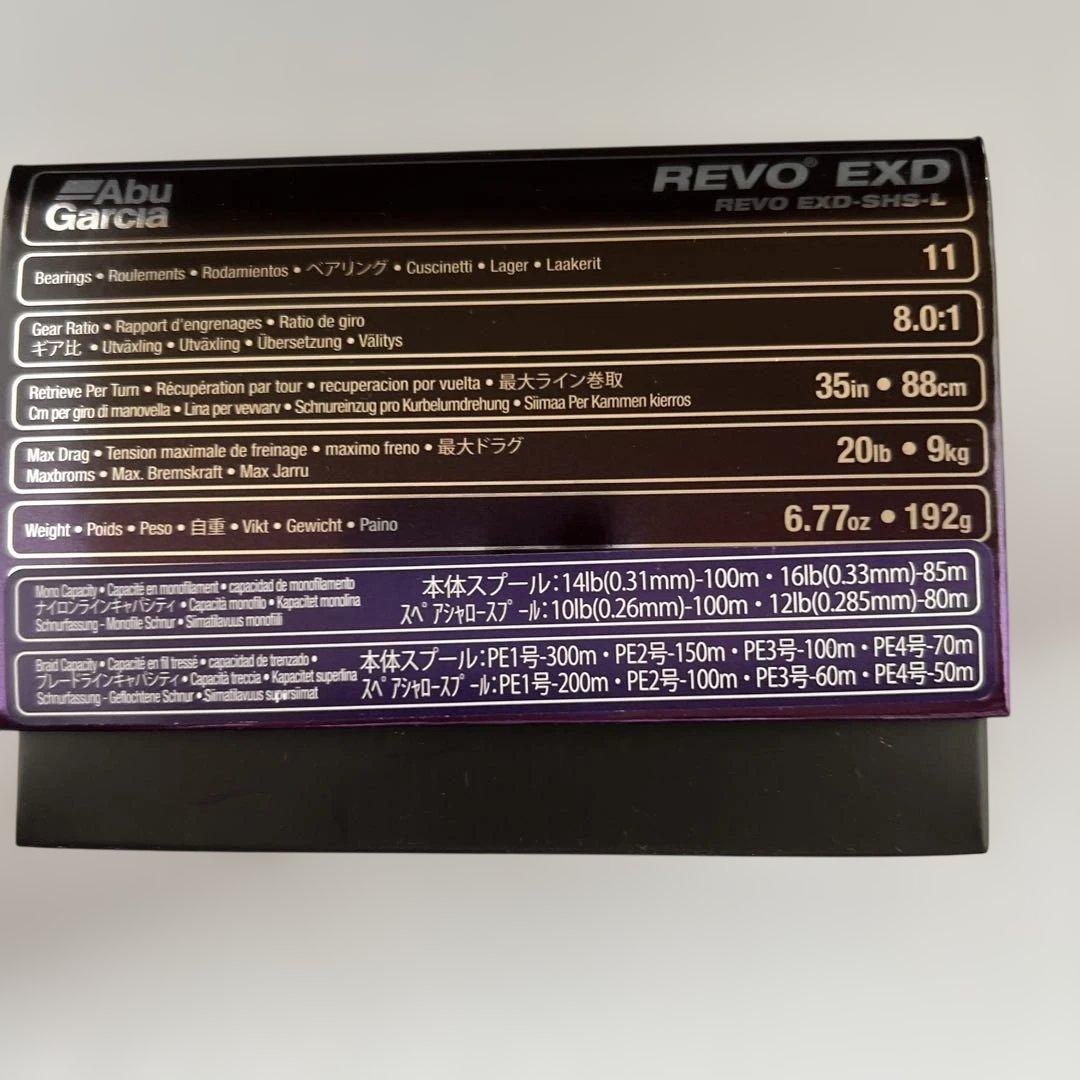 Abu
Garcia
REVO® EXD
REVO EXD-SHS-L
Bearings • Roulements • Rodamientos • ベアリング • Cuscinetti • Lager • Laakerit
11
Gear Ratio • Rapport d'engrenages • Ratio de giro
ギア比 • Utväxling • Utväxling • Übersetzung • Välitys
8.0:1
Retrieve Per Turn • Récupération par tour • recuperacion por vuelta • 最大ライン巻取
Cm per giro di manovella • Lina per vevvarv • Schnureinzug pro Kurbelumdrehung • Siimaa Per Kammen kierros
35in • 88cm
Max Drag • Tension maximale de freinage • maximo freno • 最大ドラグ
Maxbroms • Max. Bremskraft • Max Jarru
20lb • 9kg
Weight • Poids • Peso • 自重 • Vikt • Gewicht • Paino
6.77oz • 192g
Mono Capacity • Capacité en monofilament • capacidad de monofilamento
ナイロンラインキャパシティ • Capacità monofilo • Kapacitet monolina
Schnurfassung - Monofile Schnur • Siimatilavuus monofiili
本体スプール：14lb(0.31mm)-100m・16lb(0.33mm)-85m
スペアシャロースプール：10lb(0.26mm)-100m・12lb(0.285mm)-80m
Braid Capacity • Capacité en fil tressé • capacidad de trenzado •
ブレードラインキャパシティ • Capacità treccia • Kapacitet superlina
Schnurfassung - Geflochtene Schnur • Siimatilavuus supersiimat
本体スプール：PE1号-300m・PE2号-150m・PE3号-100m・PE4号-70m
スペアシャロースプール：PE1号-200m・PE2号-100m・PE3号-60m・PE4号-50m